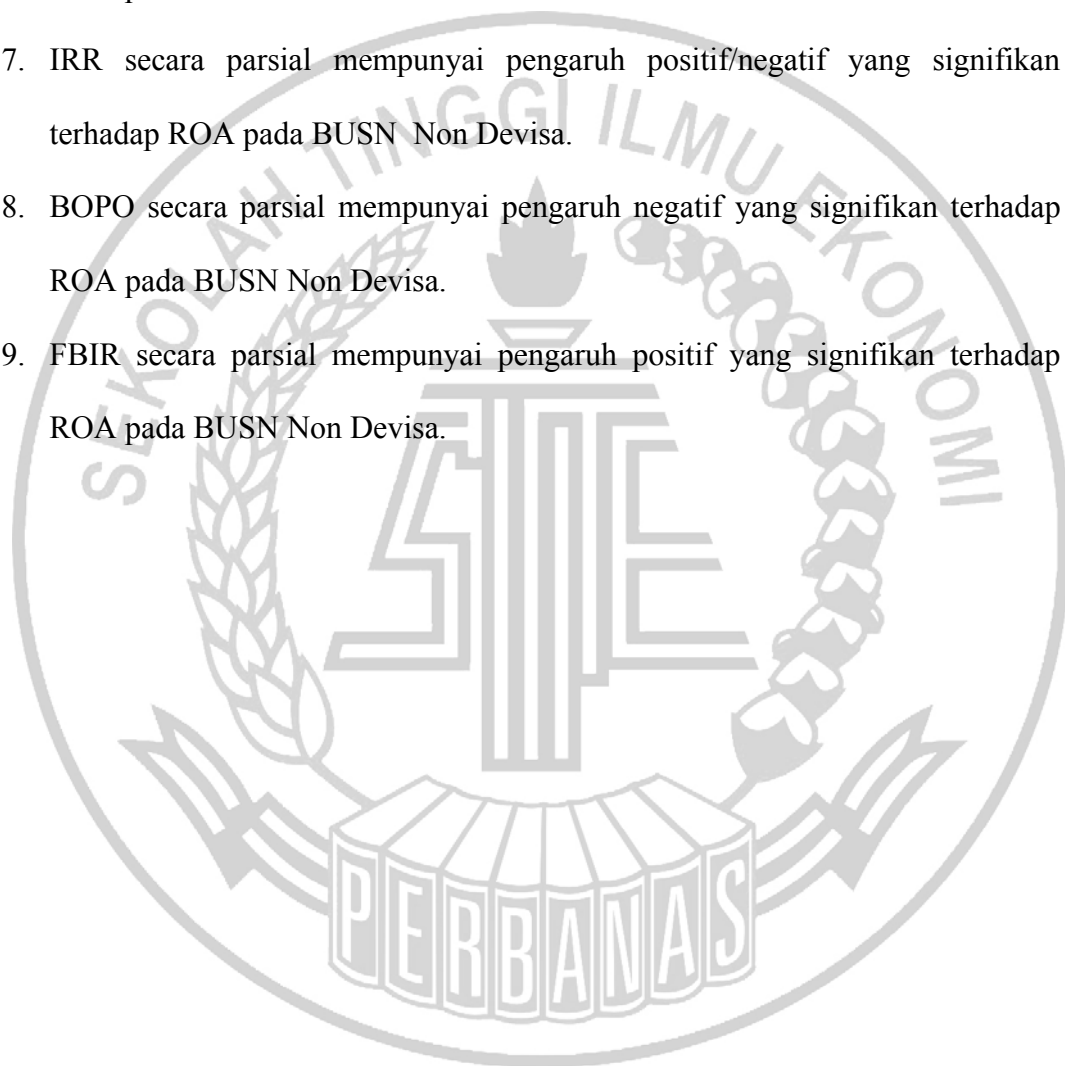 7. IRR secara parsial mempunyai pengaruh positif/negatif yang signifikan
terhadap ROA pada BUSN Non Devisa.
8. BOPO secara parsial mempunyai pengaruh negatif yang signifikan terhadap
ROA pada BUSN Non Devisa.
9. FBIR secara parsial mempunyai pengaruh positif yang signifikan terhadap
ROA pada BUSN Non Devisa.
SEKOLAH TINGGI ILMU EKONOMI
STIE
PERBANAS